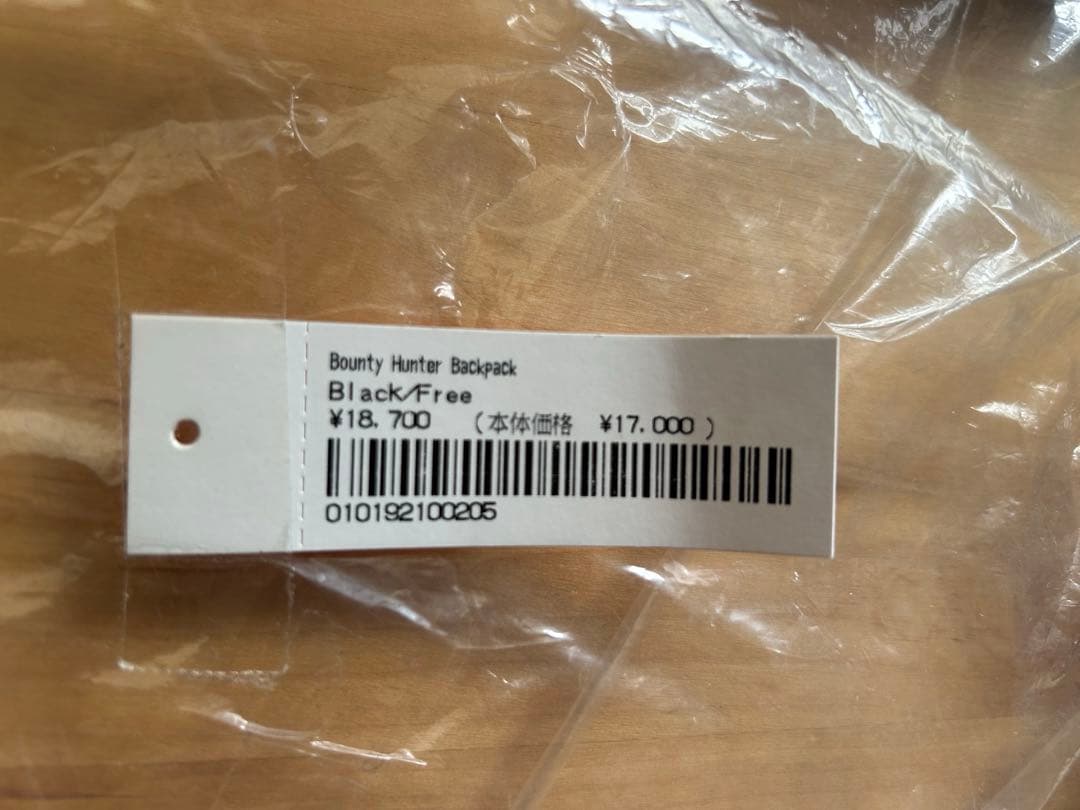 Bounty Hunter Backpack
Black/Free
¥18,700 (本体価格 ¥17,000 )
010192100205